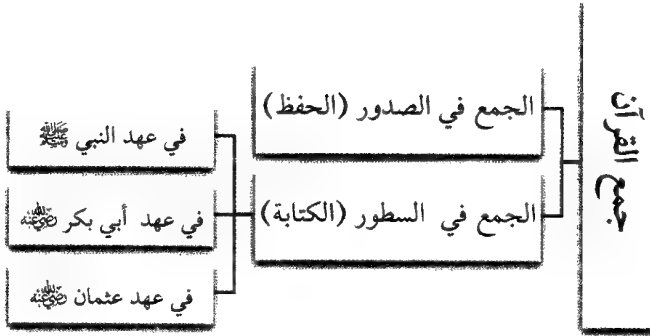 جمع القرآن
الجمع في الصدور (الحفظ)
الجمع في السطور (الكتابة)
في عهد النبي ﷺ
في عهد أبي بكر رضي الله عنه
في عهد عثمان رضي الله عنه